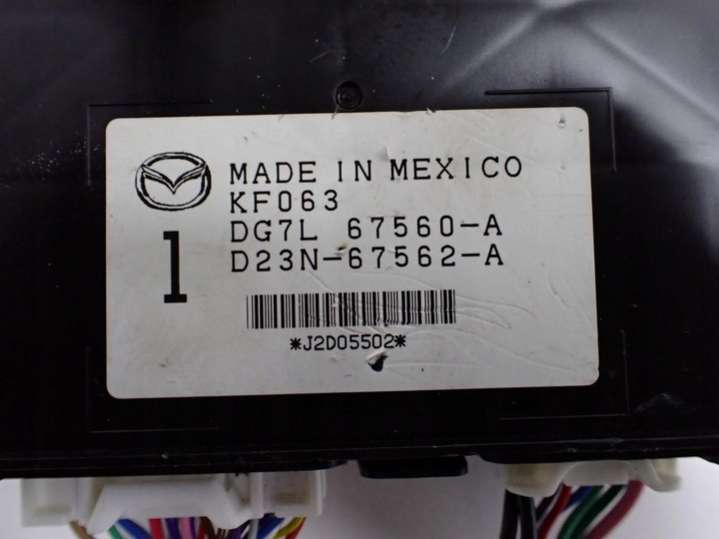 MADE IN MEXICO
KF063
1
DG7L 67560-A
D23N-67562-A
*J2D05502*